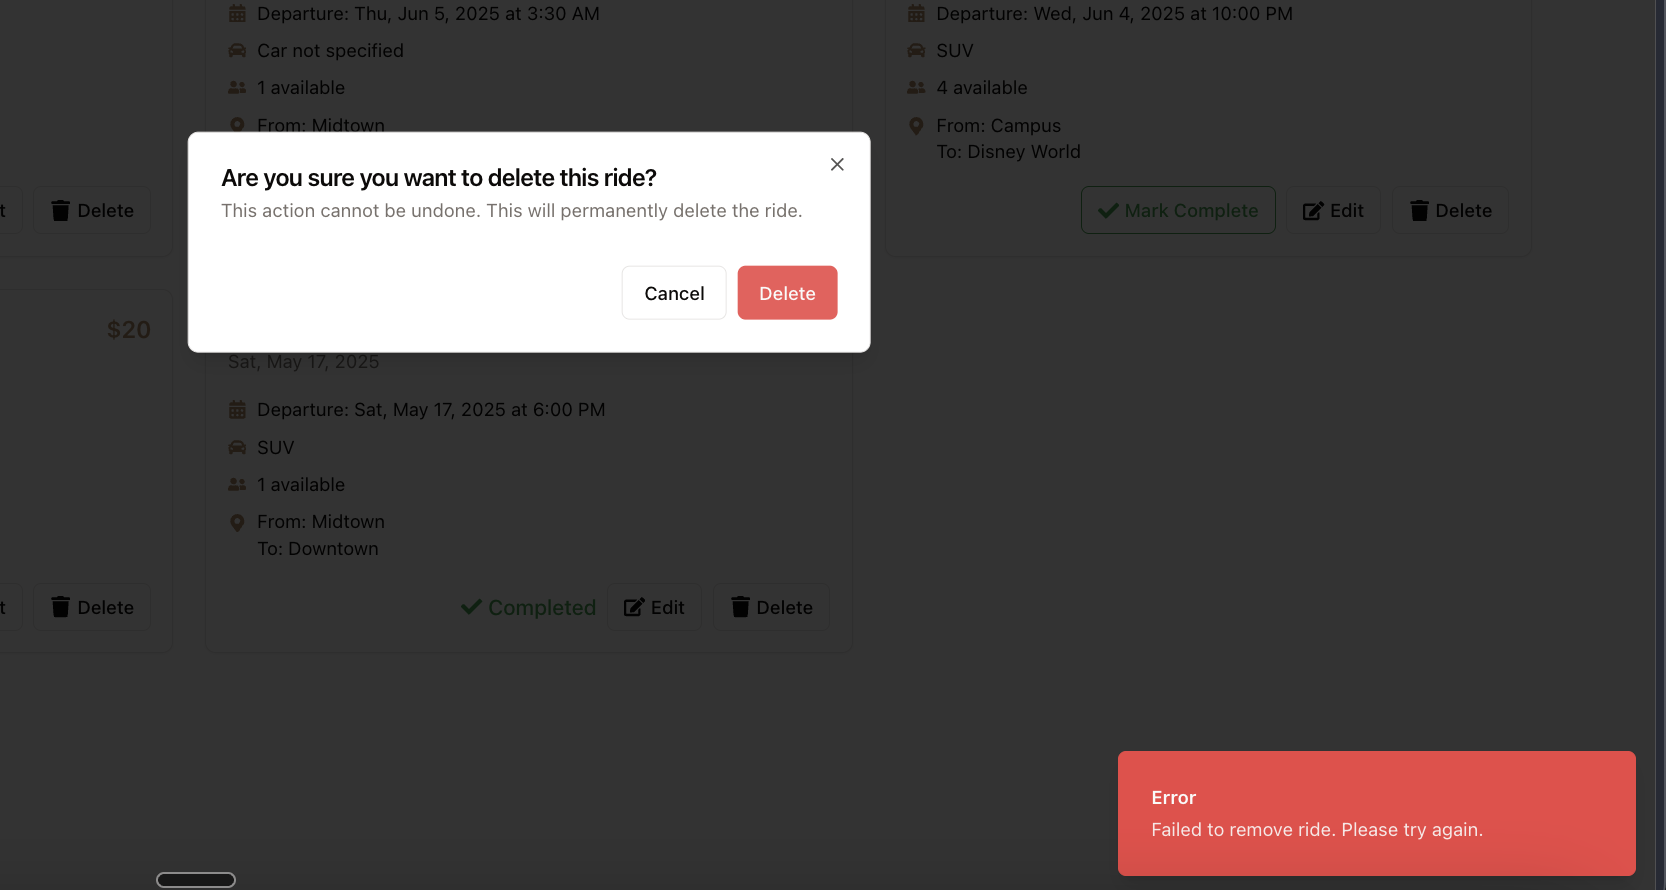 Departure: Thu, Jun 5, 2025 at 3:30 AM
Car not specified
1 available
From: Midtown
Departure: Wed, Jun 4, 2025 at 10:00 PM
SUV
4 available
From: Campus
To: Disney World
t
Delete
Mark Complete
Edit
Delete
Are you sure you want to delete this ride?
This action cannot be undone. This will permanently delete the ride.
Cancel
Delete
$20
Sat, May 17, 2025
Departure: Sat, May 17, 2025 at 6:00 PM
SUV
1 available
From: Midtown
To: Downtown
t
Delete
Completed
Edit
Delete
Error
Failed to remove ride. Please try again.